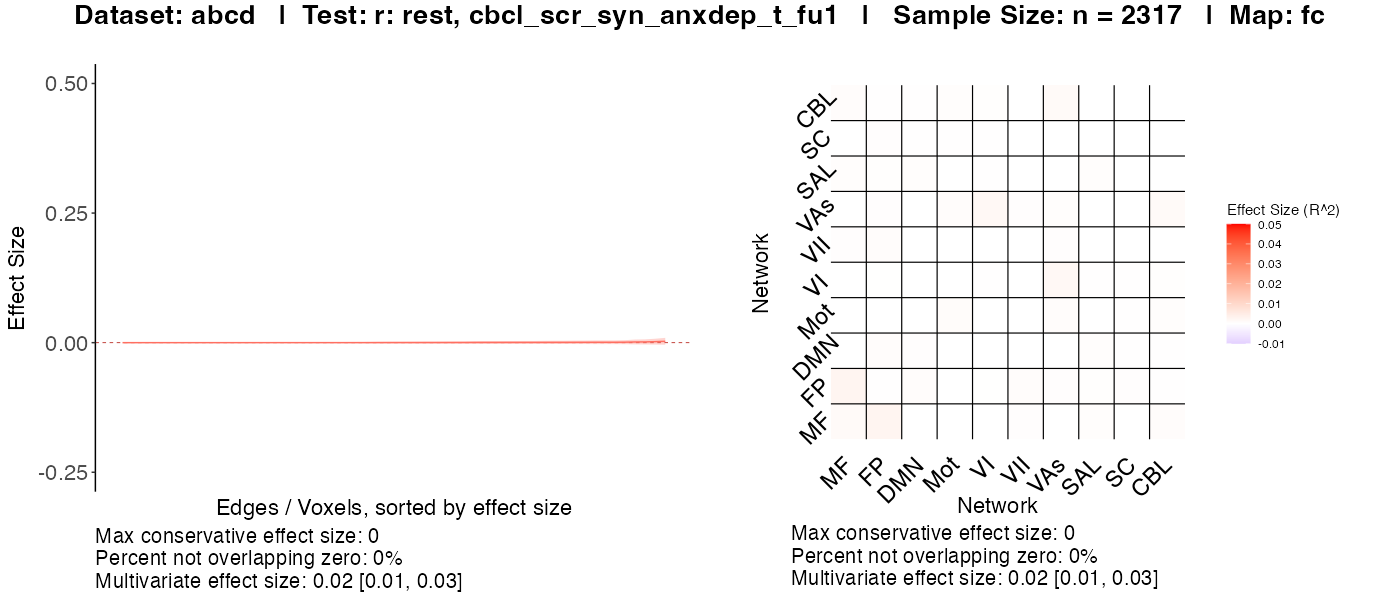 Dataset: abcd | Test: r: rest, cbcl_scr_syn_anxdep_t_fu1 | Sample Size: n = 2317 | Map: fc
Effect Size
0.50
0.25
0.00
-0.25
Edges / Voxels, sorted by effect size
Max conservative effect size: 0
Percent not overlapping zero: 0%
Multivariate effect size: 0.02 [0.01, 0.03]
Network
CBL
SC
SAL
VAs
VII
VI
Mot
DMN
FP
MF
MF FP DMN Mot VI VII VAs SAL SC CBL
Network
Max conservative effect size: 0
Percent not overlapping zero: 0%
Multivariate effect size: 0.02 [0.01, 0.03]
Effect Size (R^2)
0.05
0.04
0.03
0.02
0.01
0.00
-0.01